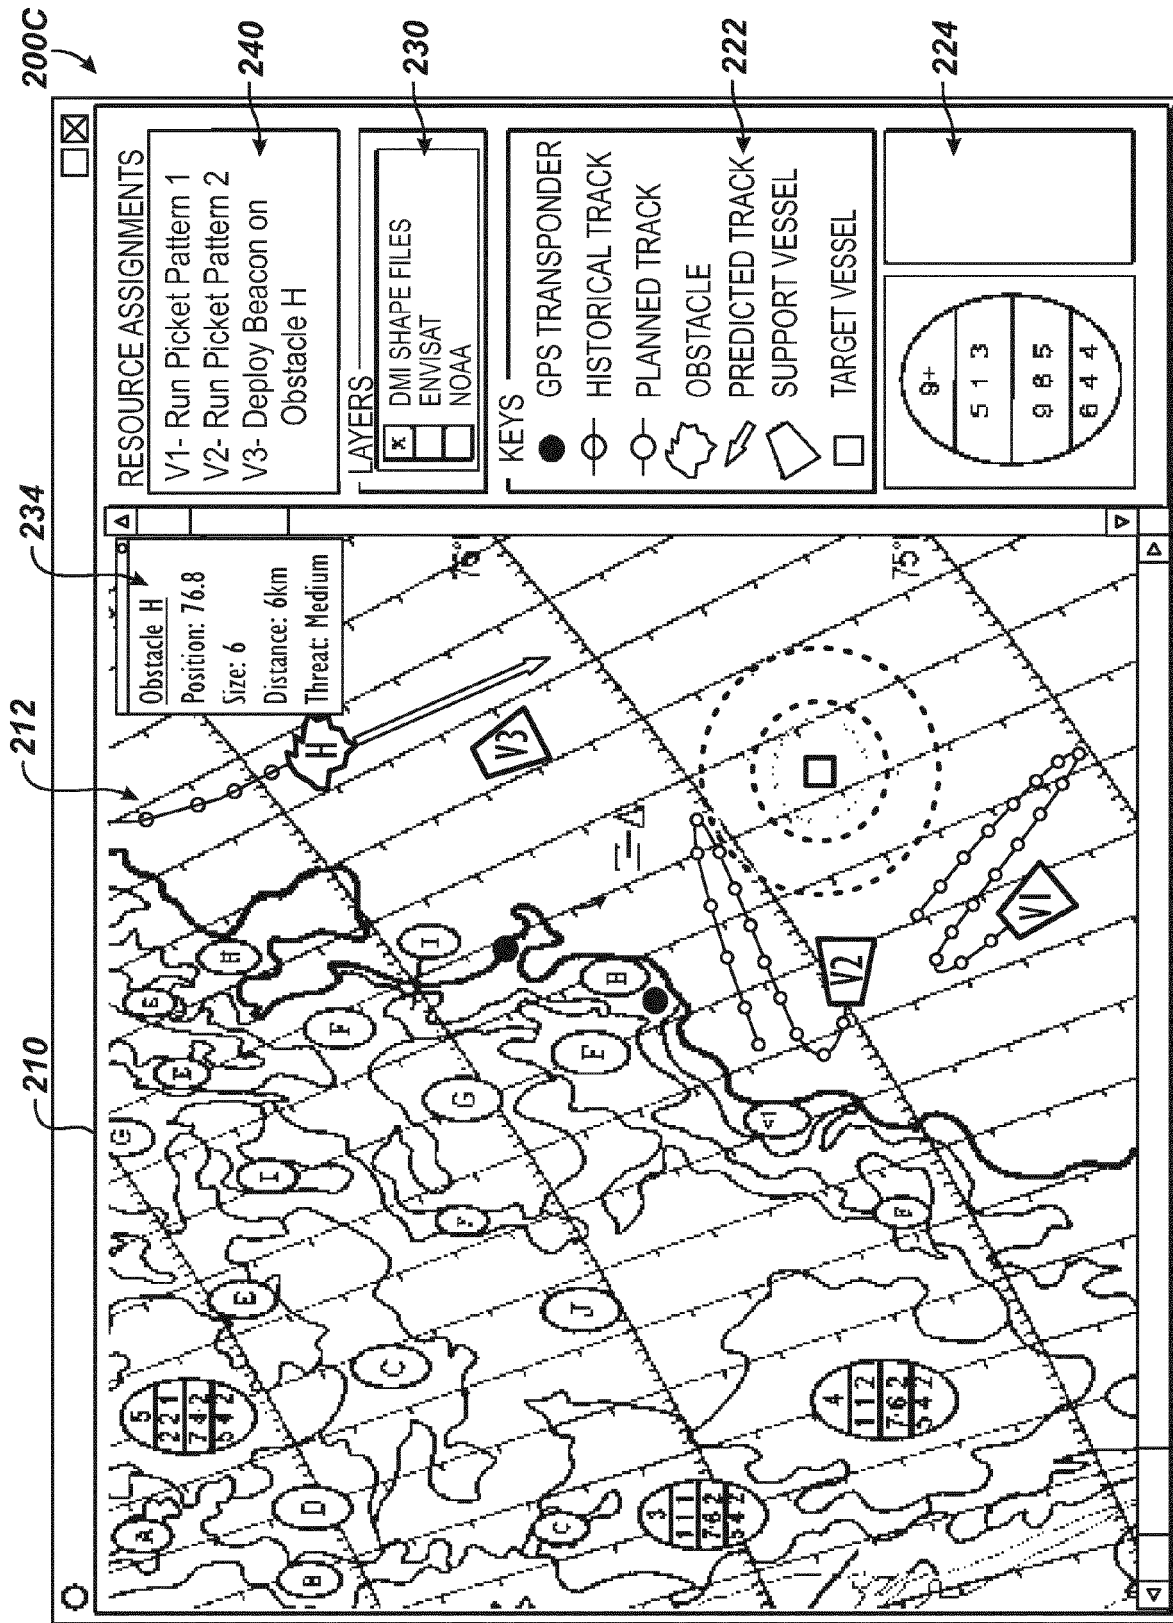 200C
210
212
234
240
230
222
224
Obstacle H
Position: 76.8
Size: 6
Distance: 6km
Threat: Medium
RESOURCE ASSIGNMENTS
V1- Run Picket Pattern 1
V2- Run Picket Pattern 2
V3- Deploy Beacon on
Obstacle H
LAYERS
x DMI SHAPE FILES
ENVISAT
NOAA
KEYS
GPS TRANSPONDER
HISTORICAL TRACK
PLANNED TRACK
OBSTACLE
PREDICTED TRACK
SUPPORT VESSEL
TARGET VESSEL
9+
5 1 3
9 8 5
6 4 4
A
B
D
5
2 2 1
7 4 2
5 4 2
E
C
I
E
E
F
H
I
G
F
F
H
J
C
3
1 1 1
7 6 2
5 4 2
4
1 1 2
7 6 2
5 4 2
F
H
V3
V2
V1
75°